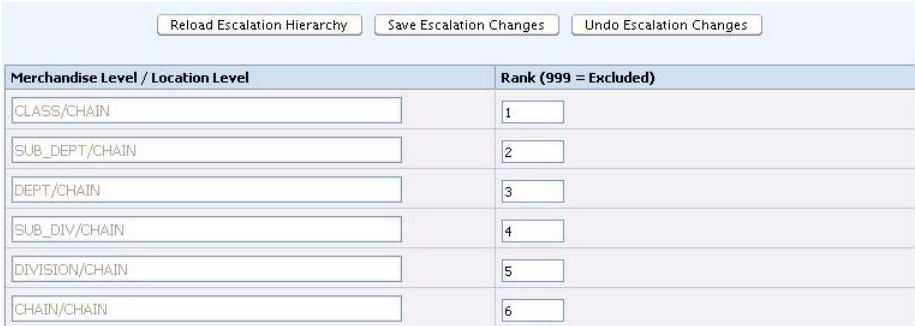 Reload Escalation Hierarchy Save Escalation Changes Undo Escalation Changes
Merchandise Level / Location Level Rank (999 = Excluded)
CLASS/CHAIN 1
SUB_DEPT/CHAIN 2
DEPT/CHAIN 3
SUB_DIV/CHAIN 4
DIVISION/CHAIN 5
CHAIN/CHAIN 6